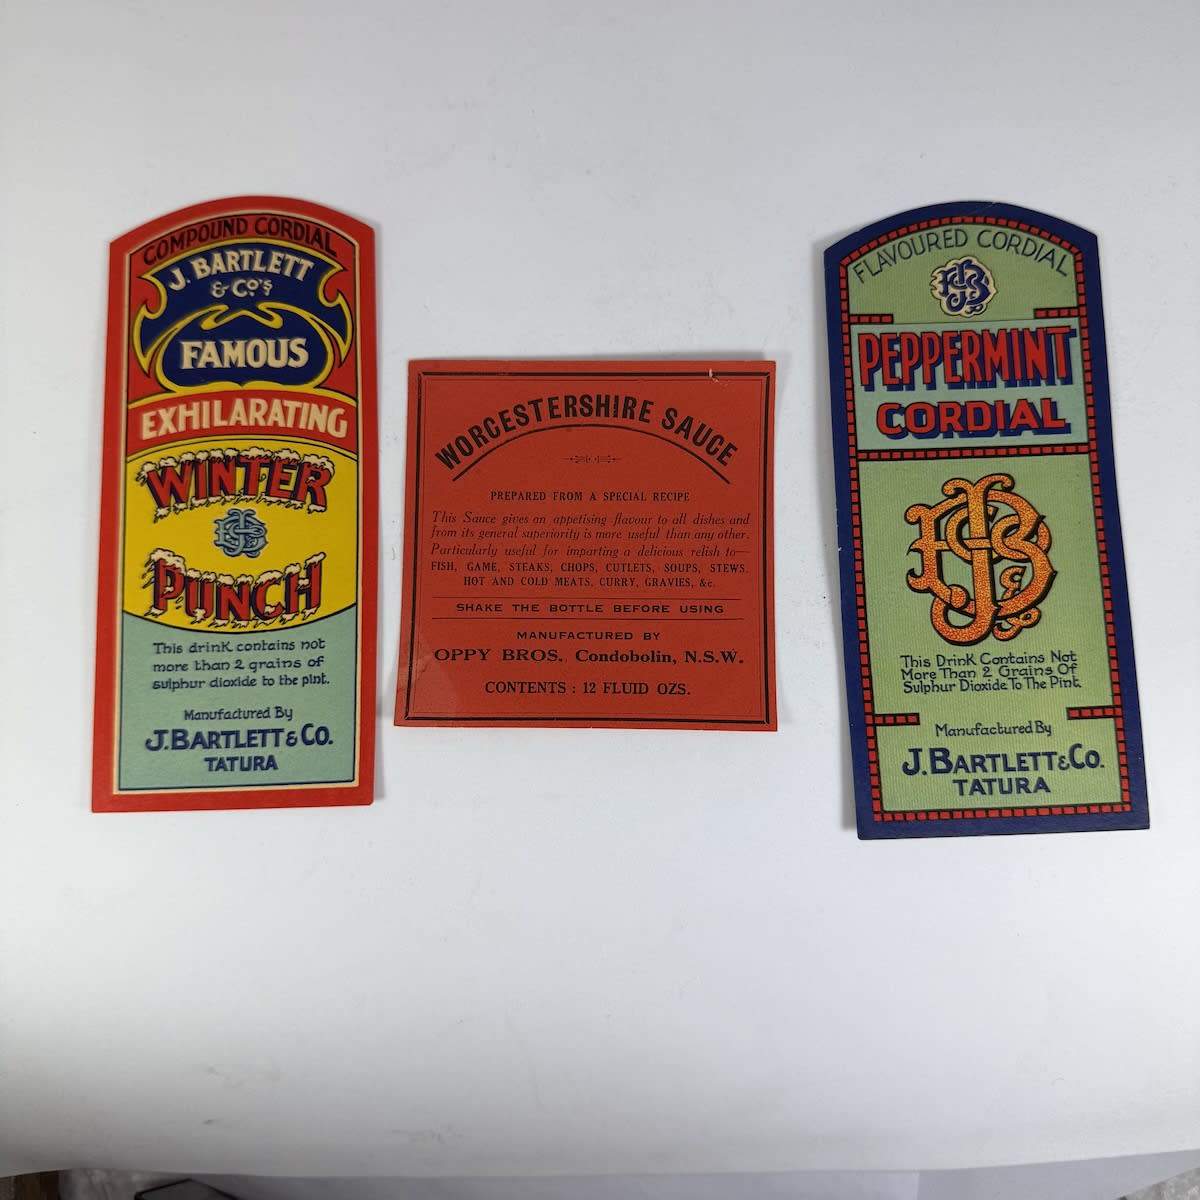 COMPOUND CORDIAL
J. BARTLETT
& Co's
FAMOUS
EXHILARATING
WINTER
PUNCH
This drink contains not
more than 2 grains of
sulphur dioxide to the pint.
Manufactured By
J. BARTLETT & Co.
TATURA
WORCESTERSHIRE SAUCE
PREPARED FROM A SPECIAL RECIPE
This Sauce gives an appetising flavour to all dishes and
from its general superiority is more useful than any other.
Particularly useful for imparting a delicious relish to—
FISH, GAME, STEAKS, CHOPS, CUTLETS, SOUPS, STEWS.
HOT AND COLD MEATS, CURRY, GRAVIES, &c.
SHAKE THE BOTTLE BEFORE USING
MANUFACTURED BY
OPPY BROS. Condobolin, N.S.W.
CONTENTS : 12 FLUID OZS.
FLAVOURED CORDIAL
PEPPERMINT
CORDIAL
This Drink Contains Not
More Than 2 Grains Of
Sulphur Dioxide To The Pint.
Manufactured By
J. BARTLETT & Co.
TATURA